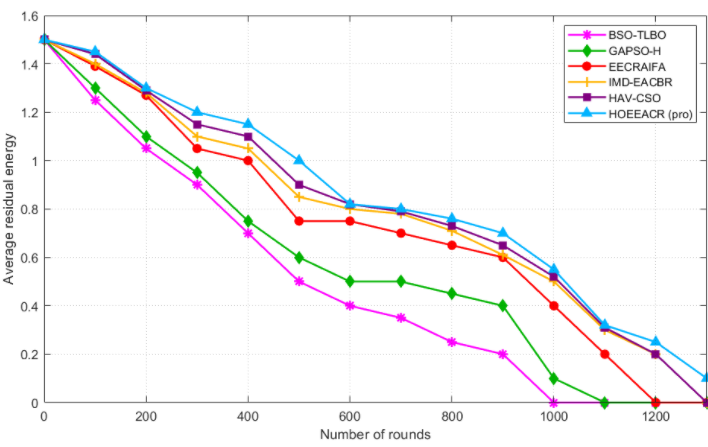 1.6
1.4
1.2
1
0.8
0.6
0.4
0.2
0
Average residual energy
BSO-TLBO
GAPSO-H
EECRAIFA
IMD-EACBR
HAV-CSO
HOEEACR (pro)
0 200 400 600 800 1000 1200
Number of rounds